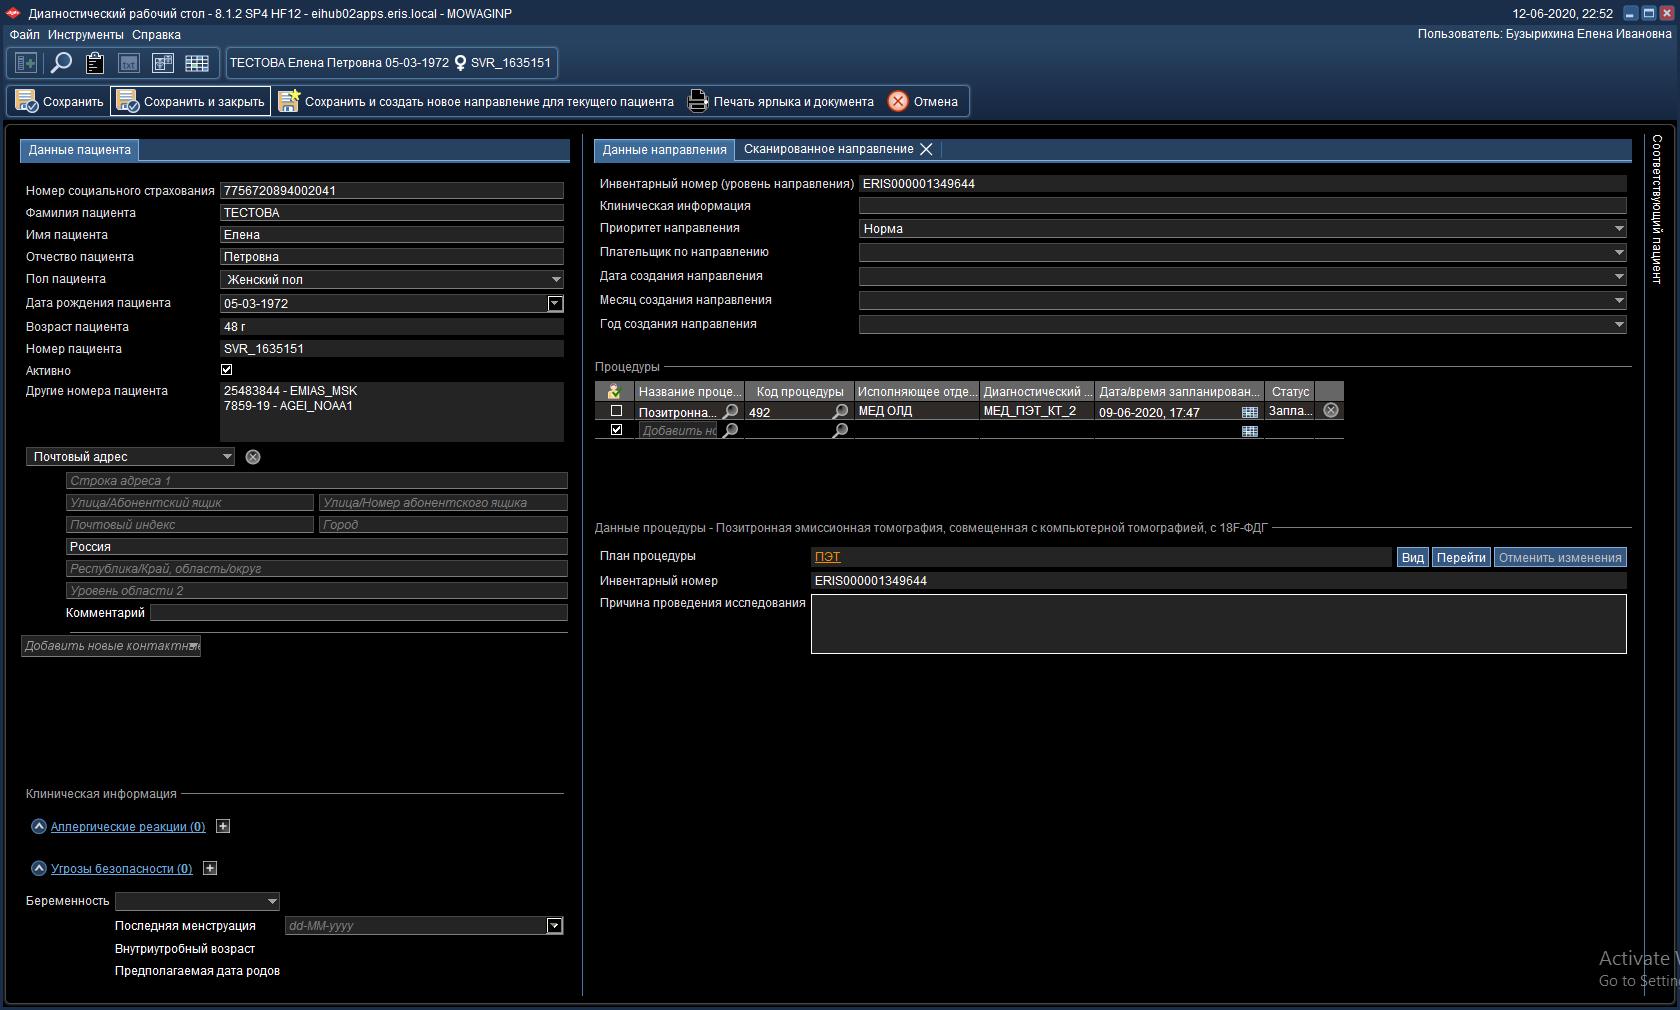 Диагностический рабочий стол - 8.1.2 SP4 HF12 - eihub02apps.eris.local - MOWAGINP
12-06-2020, 22:52
Файл Инструменты Справка
Пользователь: Бузырихина Елена Ивановна
txt
ТЕСТОВА Елена Петровна 05-03-1972 SVR_1635151
Сохранить
Сохранить и закрыть
Сохранить и создать новое направление для текущего пациента
Печать ярлыка и документа
Отмена
Данные пациента
Номер социального страхования 7756720894002041
Фамилия пациента ТЕСТОВА
Имя пациента Елена
Отчество пациента Петровна
Пол пациента Женский пол
Дата рождения пациента 05-03-1972
Возраст пациента 48 г
Номер пациента SVR_1635151
Активно
Другие номера пациента 25483844 - EMIAS_MSK
7859-19 - AGEI_NOAA1
Почтовый адрес
Строка адреса 1
Улица/Абонентский ящик Улица/Номер абонентского ящика
Почтовый индекс Город
Россия
Республика/Край, область/округ
Уровень области 2
Комментарий
Добавить новые контактные
Клиническая информация
Аллергические реакции (0)
Угрозы безопасности (0)
Беременность
Последняя менструация dd-MM-yyyy
Внутриутробный возраст
Предполагаемая дата родов
Данные направления Сканированное направление
Инвентарный номер (уровень направления) ERIS000001349644
Клиническая информация
Приоритет направления Норма
Плательщик по направлению
Дата создания направления
Месяц создания направления
Год создания направления
Процедуры
Название проце... Код процедуры Исполняющее отде... Диагностический ... Дата/время запланирован... Статус
Позитронна... 492 МЕД ОЛД МЕД_ПЭТ_КТ_2 09-06-2020, 17:47 Запла...
Добавить но
Данные процедуры - Позитронная эмиссионная томография, совмещенная с компьютерной томографией, с 18F-ФДГ
План процедуры ПЭТ Вид Перейти Отменить изменения
Инвентарный номер ERIS000001349644
Причина проведения исследования
Соответствующий пациент
Activate
Go to Settin